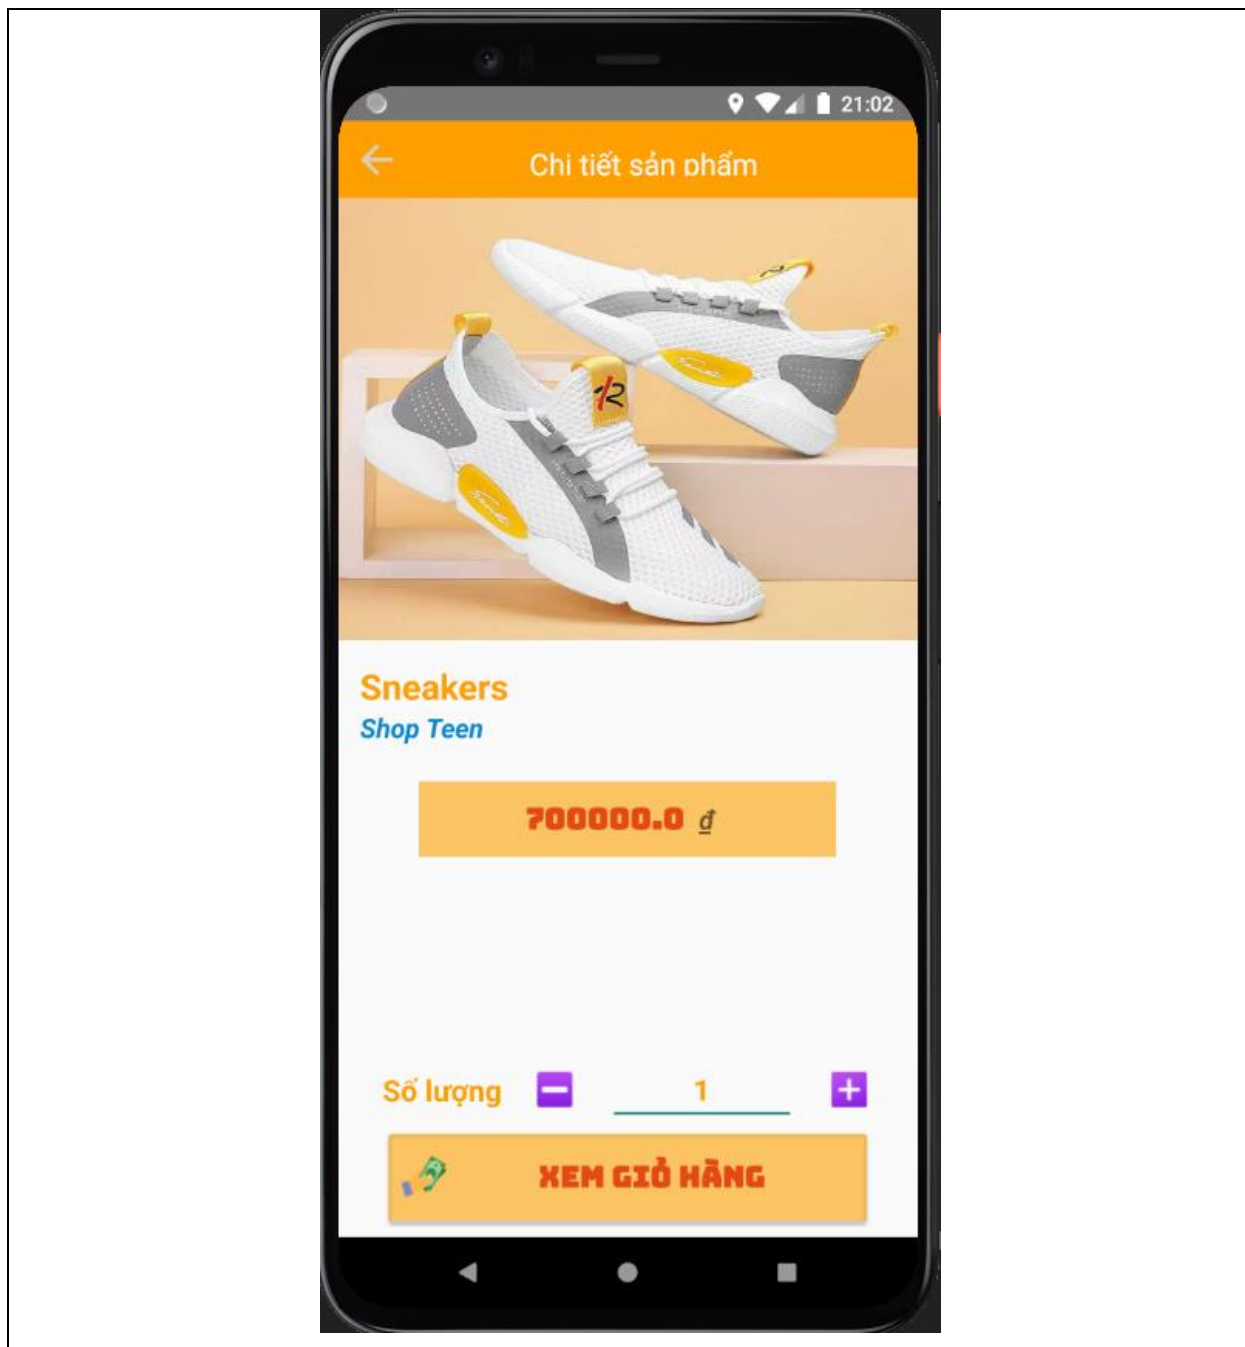 21:02
Chi tiết sản phẩm
R
Sneakers
Shop Teen
700000.0 đ
Số lượng 1
XEM GIỎ HÀNG